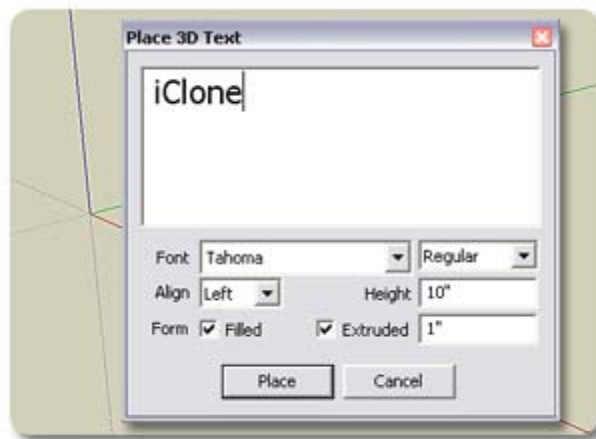 Place 3D Text
iClone
Font Tahoma Regular
Align Left Height 10"
Form Filled Extruded 1"
Place Cancel